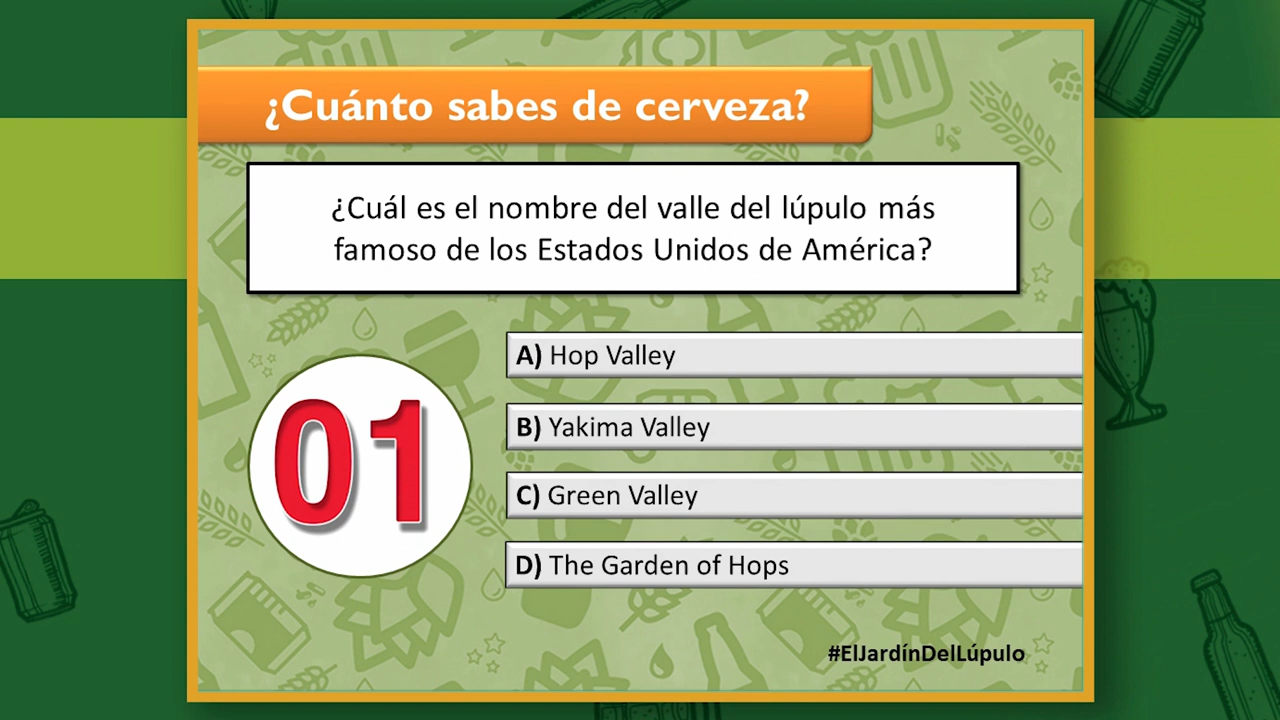 ¿Cuánto sabes de cerveza?
¿Cuál es el nombre del valle del lúpulo más
famoso de los Estados Unidos de América?
01
A) Hop Valley
B) Yakima Valley
C) Green Valley
D) The Garden of Hops
#ElJardínDelLúpulo